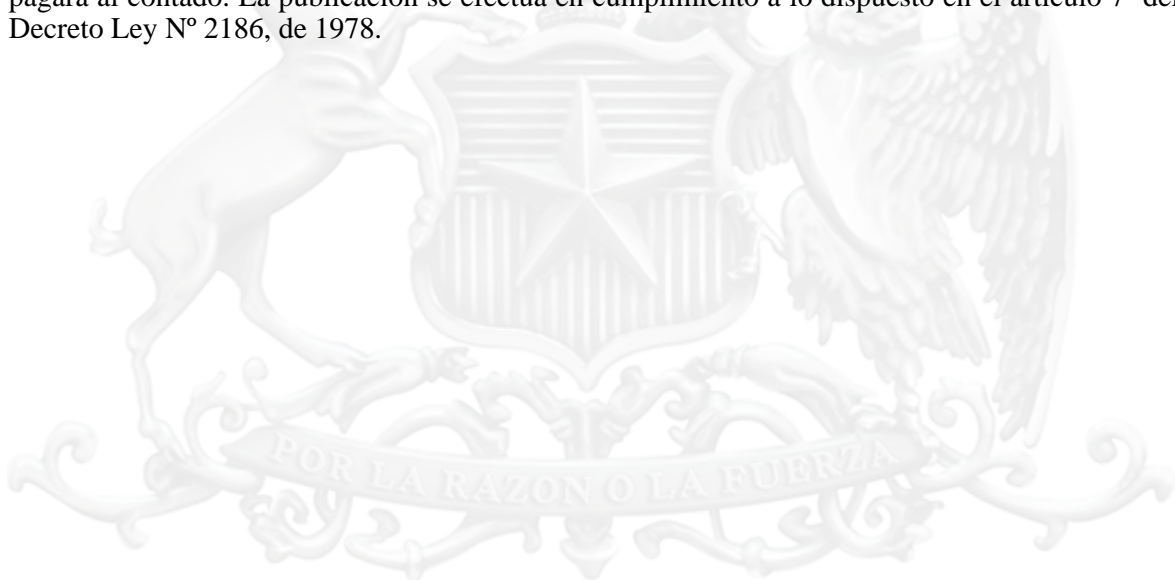 pagará al contado. La publicación se efectúa en cumplimiento a lo dispuesto en el artículo 7º del
Decreto Ley Nº 2186, de 1978.
POR LA RAZON O LA FUERZA